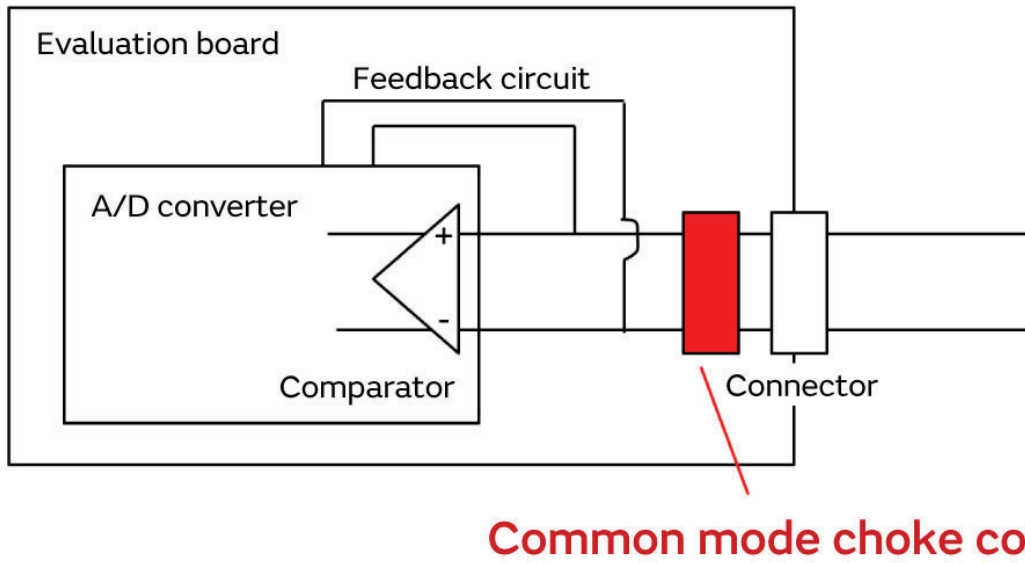 Evaluation board
Feedback circuit
A/D converter
+
-
Comparator
Connector
Common mode choke co